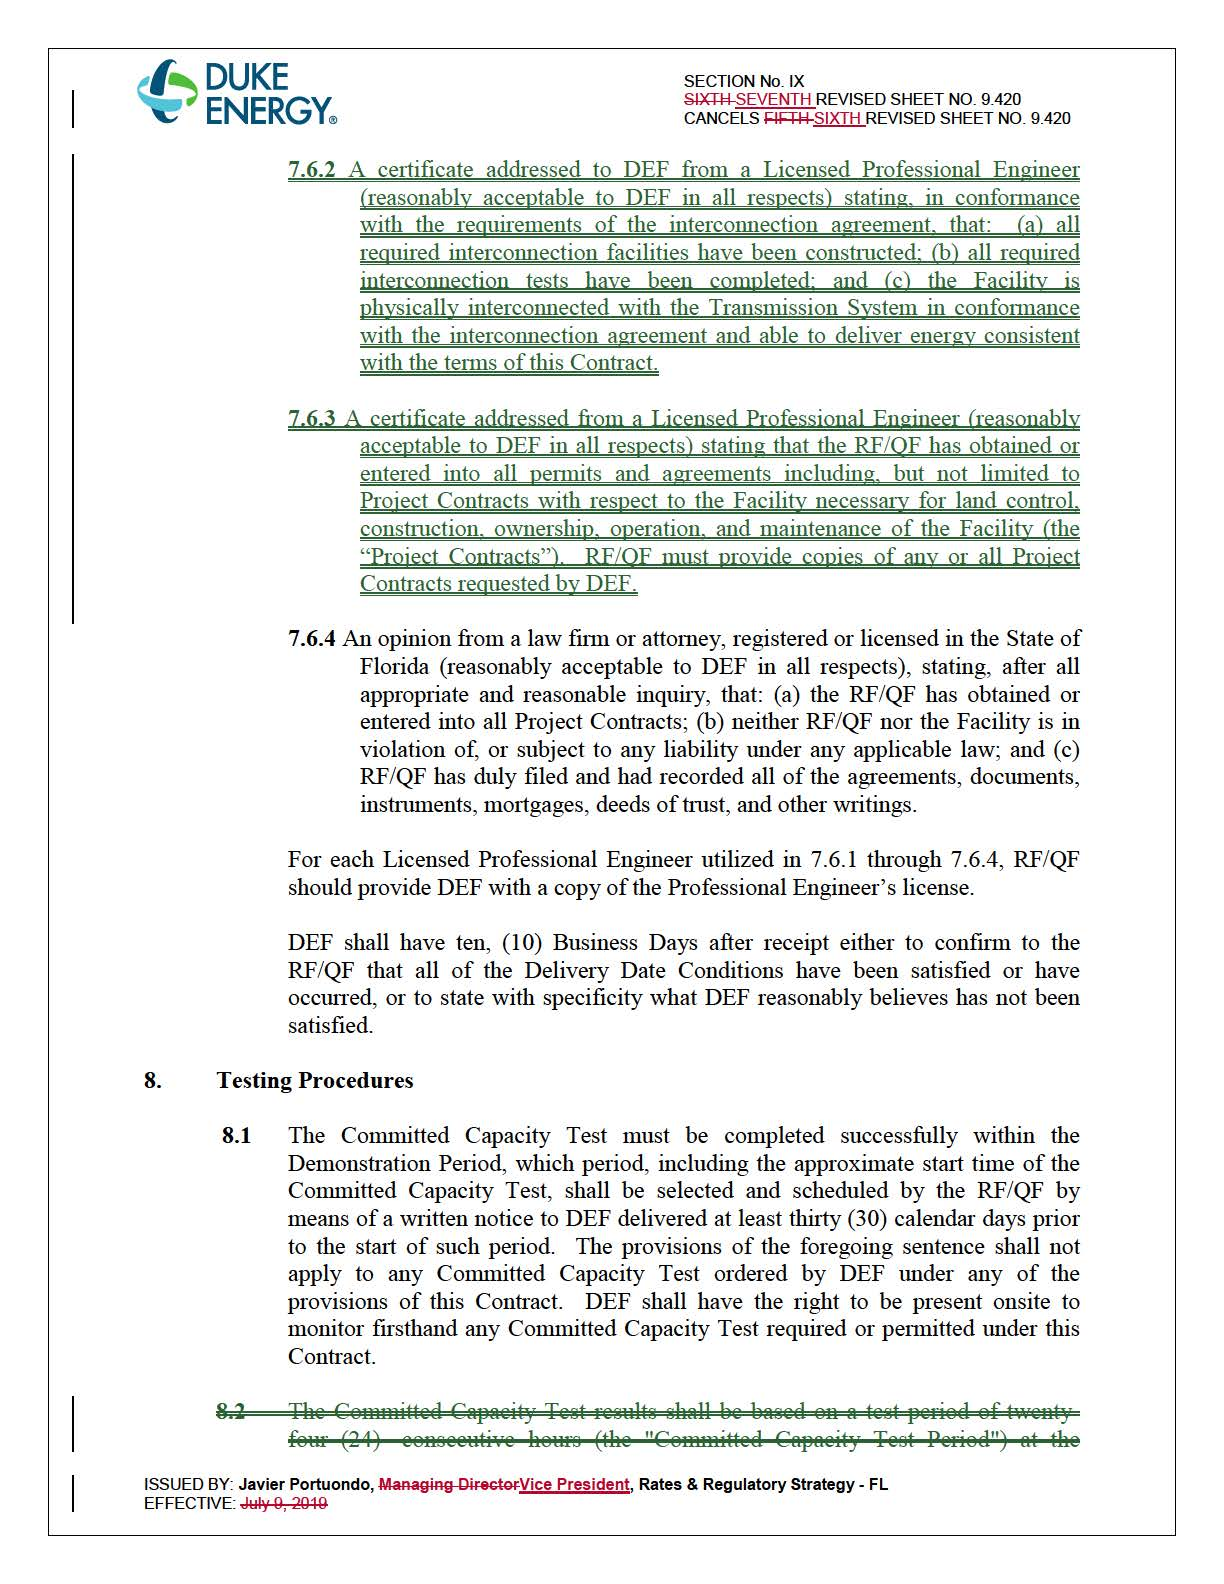 DUKE
ENERGY®
SECTION No. IX
SIXTH SEVENTH REVISED SHEET NO. 9.420
CANCELS FIFTH SIXTH REVISED SHEET NO. 9.420
7.6.2 A certificate addressed to DEF from a Licensed Professional Engineer
(reasonably acceptable to DEF in all respects) stating, in conformance
with the requirements of the interconnection agreement, that: (a) all
required interconnection facilities have been constructed; (b) all required
interconnection tests have been completed; and (c) the Facility is
physically interconnected with the Transmission System in conformance
with the interconnection agreement and able to deliver energy consistent
with the terms of this Contract.
7.6.3 A certificate addressed from a Licensed Professional Engineer (reasonably
acceptable to DEF in all respects) stating that the RF/QF has obtained or
entered into all permits and agreements including, but not limited to
Project Contracts with respect to the Facility necessary for land control,
construction, ownership, operation, and maintenance of the Facility (the
“Project Contracts”). RF/QF must provide copies of any or all Project
Contracts requested by DEF.
7.6.4 An opinion from a law firm or attorney, registered or licensed in the State of
Florida (reasonably acceptable to DEF in all respects), stating, after all
appropriate and reasonable inquiry, that: (a) the RF/QF has obtained or
entered into all Project Contracts; (b) neither RF/QF nor the Facility is in
violation of, or subject to any liability under any applicable law; and (c)
RF/QF has duly filed and had recorded all of the agreements, documents,
instruments, mortgages, deeds of trust, and other writings.
For each Licensed Professional Engineer utilized in 7.6.1 through 7.6.4, RF/QF
should provide DEF with a copy of the Professional Engineer’s license.
DEF shall have ten, (10) Business Days after receipt either to confirm to the
RF/QF that all of the Delivery Date Conditions have been satisfied or have
occurred, or to state with specificity what DEF reasonably believes has not been
satisfied.
8. Testing Procedures
8.1 The Committed Capacity Test must be completed successfully within the
Demonstration Period, which period, including the approximate start time of the
Committed Capacity Test, shall be selected and scheduled by the RF/QF by
means of a written notice to DEF delivered at least thirty (30) calendar days prior
to the start of such period. The provisions of the foregoing sentence shall not
apply to any Committed Capacity Test ordered by DEF under any of the
provisions of this Contract. DEF shall have the right to be present onsite to
monitor firsthand any Committed Capacity Test required or permitted under this
Contract.
8.2 The Committed Capacity Test results shall be based on a test period of twenty-
four (24) consecutive hours (the "Committed Capacity Test Period") at the
ISSUED BY: Javier Portuondo, Managing DirectorVice President, Rates & Regulatory Strategy - FL
EFFECTIVE: July 9, 2019